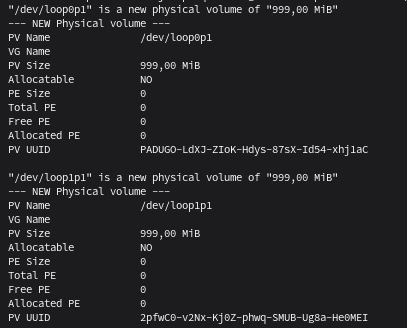 "/dev/loop0p1" is a new physical volume of "999,00 MiB"
--- NEW Physical volume ---
PV Name /dev/loop0p1
VG Name
PV Size 999,00 MiB
Allocatable NO
PE Size 0
Total PE 0
Free PE 0
Allocated PE 0
PV UUID PADUGO-LdXJ-ZIoK-Hdys-87sX-Id54-xhj1aC
"/dev/loop1p1" is a new physical volume of "999,00 MiB"
--- NEW Physical volume ---
PV Name /dev/loop1p1
VG Name
PV Size 999,00 MiB
Allocatable NO
PE Size 0
Total PE 0
Free PE 0
Allocated PE 0
PV UUID 2pfwC0-v2Nx-Kj0Z-phwq-SMUB-Ug8a-He0MEI